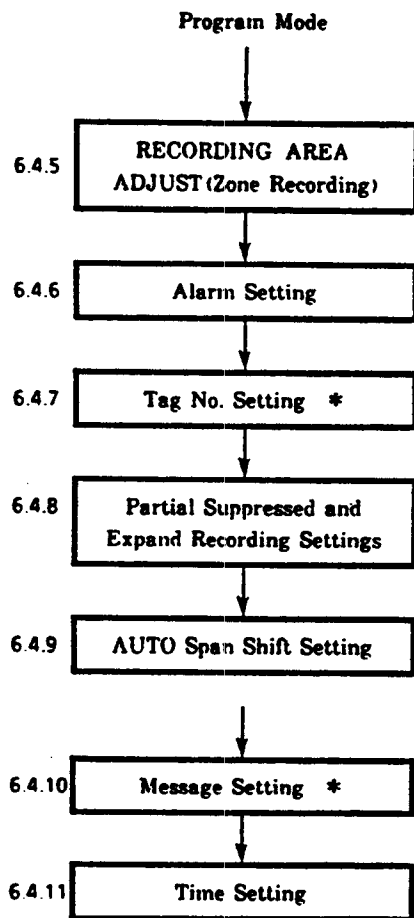 Program Mode
6.4.5
RECORDING AREA
ADJUST (Zone Recording)
6.4.6
Alarm Setting
6.4.7
Tag No. Setting *
6.4.8
Partial Suppressed and
Expand Recording Settings
6.4.9
AUTO Span Shift Setting
6.4.10
Message Setting *
6.4.11
Time Setting